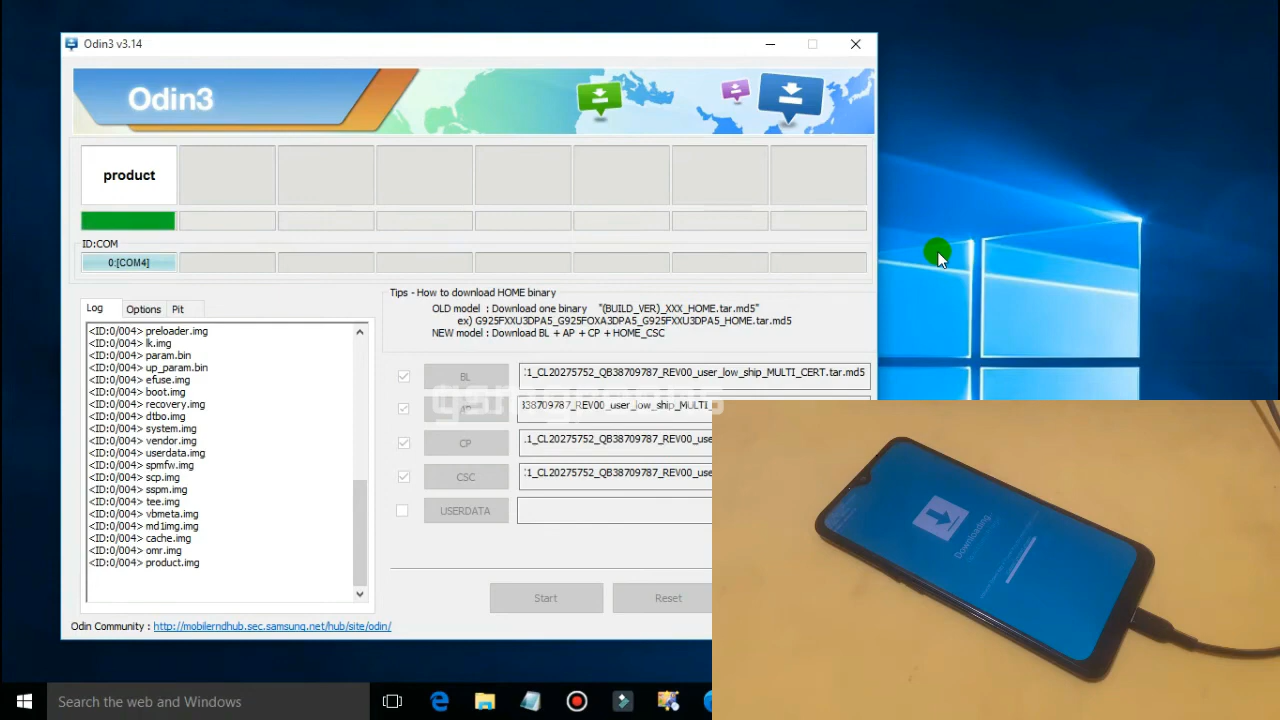 Odin3 v3.14
Odin3
product
ID:COM
0:[COM4]
Log
Options
Pit
<ID:0/004> preloader.img
<ID:0/004> lk.img
<ID:0/004> param.bin
<ID:0/004> up_param.bin
<ID:0/004> efuse.img
<ID:0/004> boot.img
<ID:0/004> recovery.img
<ID:0/004> dtbo.img
<ID:0/004> system.img
<ID:0/004> vendor.img
<ID:0/004> userdata.img
<ID:0/004> spmfw.img
<ID:0/004> scp.img
<ID:0/004> sspm.img
<ID:0/004> tee.img
<ID:0/004> vbmeta.img
<ID:0/004> md1img.img
<ID:0/004> cache.img
<ID:0/004> omr.img
<ID:0/004> product.img
Tips - How to download HOME binary
OLD model : Download one binary "(BUILD_VER)_XXX_HOME.tar.md5"
ex) G925FXXU3DPA5_G925FOXA3DPA5_G925FXXU3DPA5_HOME.tar.md5
NEW model : Download BL + AP + CP + HOME_CSC
BL
:1_CL20275752_QB38709787_REV00_user_low_ship_MULTI_CERT.tar.md5
38709787_REV00_user_low_ship_MULTI_
CP
.1_CL20275752_QB38709787_REV00_use
CSC
:1_CL20275752_QB38709787_REV00_use
USERDATA
Start
Reset
Odin Community : http://mobilerndhub.sec.samsung.net/hub/site/odin/
Downloading...
Search the web and Windows